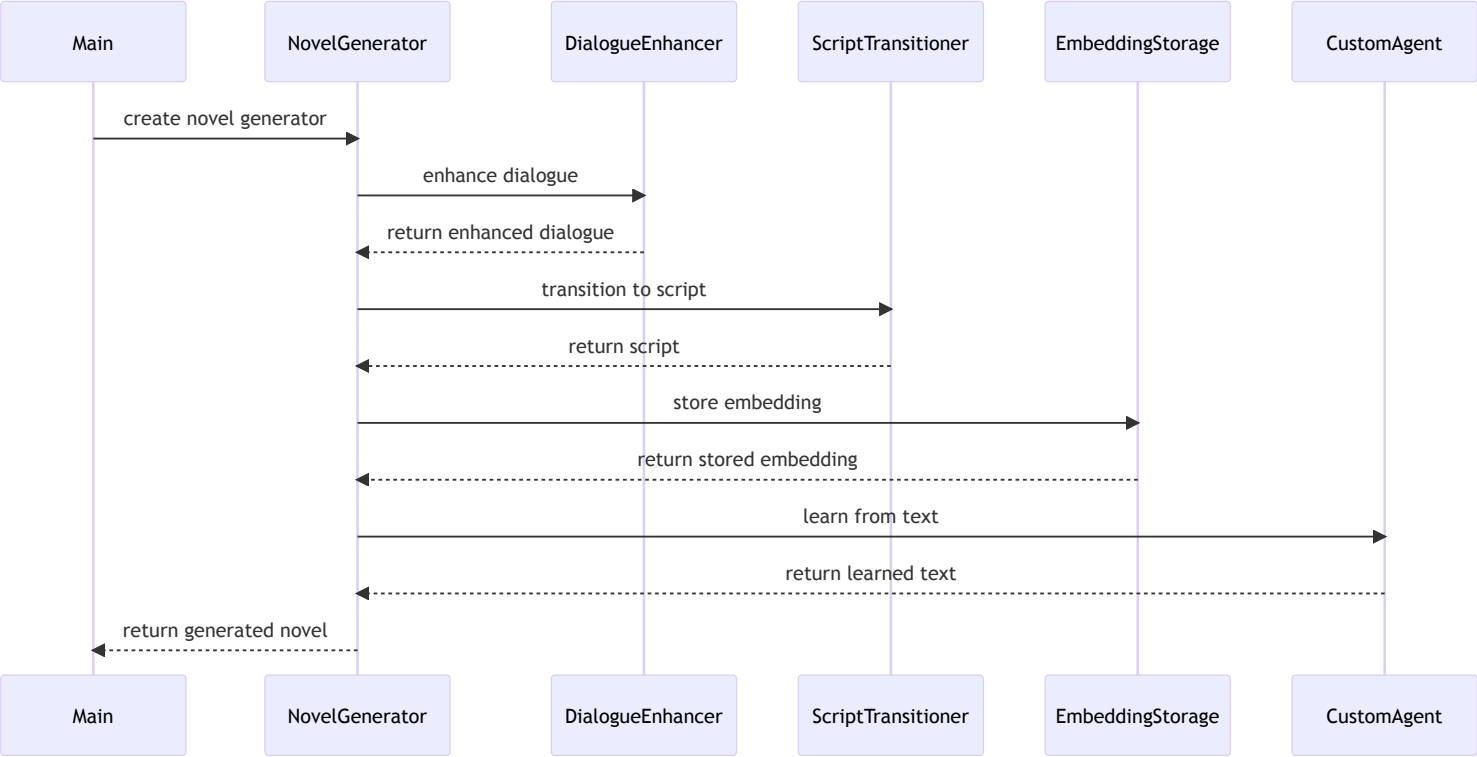 Main
NovelGenerator
DialogueEnhancer
ScriptTransitioner
EmbeddingStorage
CustomAgent
create novel generator
enhance dialogue
return enhanced dialogue
transition to script
return script
store embedding
return stored embedding
learn from text
return learned text
return generated novel
Main
NovelGenerator
DialogueEnhancer
ScriptTransitioner
EmbeddingStorage
CustomAgent